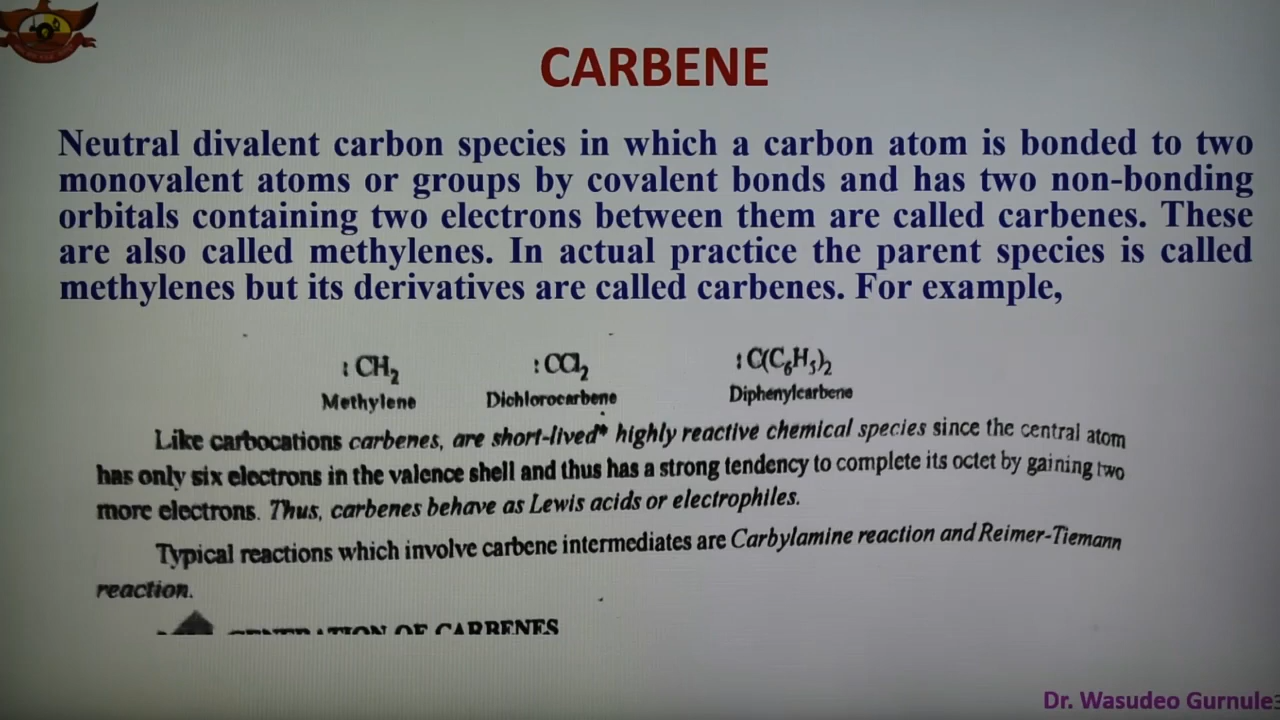 CARBENE
Neutral divalent carbon species in which a carbon atom is bonded to two
monovalent atoms or groups by covalent bonds and has two non-bonding
orbitals containing two electrons between them are called carbenes. These
are also called methylenes. In actual practice the parent species is called
methylenes but its derivatives are called carbenes. For example,
:CH₂ :CCl₂ :C(C₆H₅)₂
Methylene Dichlorocarbene Diphenylcarbene
Like carbocations carbenes, are short-lived* highly reactive chemical species since the central atom
has only six electrons in the valence shell and thus has a strong tendency to complete its octet by gaining two
more electrons. Thus, carbenes behave as Lewis acids or electrophiles.
Typical reactions which involve carbene intermediates are Carbylamine reaction and Reimer-Tiemann
reaction.
GENERATION OF CARBENES
Dr. Wasudeo Gurnule